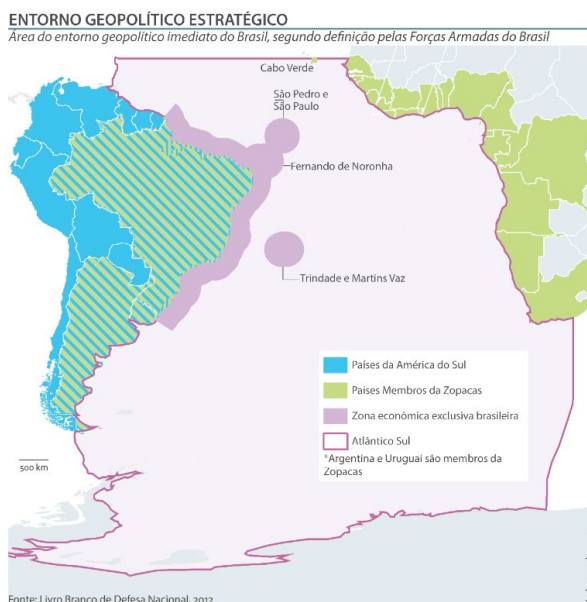 ENTORNO GEOPOLÍTICO ESTRATÉGICO
Área do entorno geopolítico imediato do Brasil, segundo definição pelas Forças Armadas do Brasil
Cabo Verde
São Pedro e
São Paulo
Fernando de Noronha
Trindade e Martins Vaz
Países da América do Sul
Países Membros da Zopacas
Zona econômica exclusiva brasileira
Atlântico Sul
*Argentina e Uruguai são membros da
Zopacas
500 km
Fonte: Livro Branco de Defesa Nacional, 2012